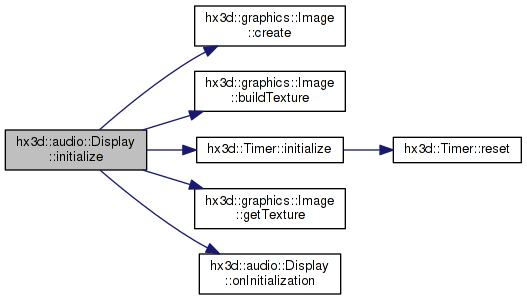 hx3d::graphics::Image
::create
hx3d::graphics::Image
::buildTexture
hx3d::audio::Display
::initialize
hx3d::Timer::initialize
hx3d::Timer::reset
hx3d::graphics::Image
::getTexture
hx3d::audio::Display
::onInitialization